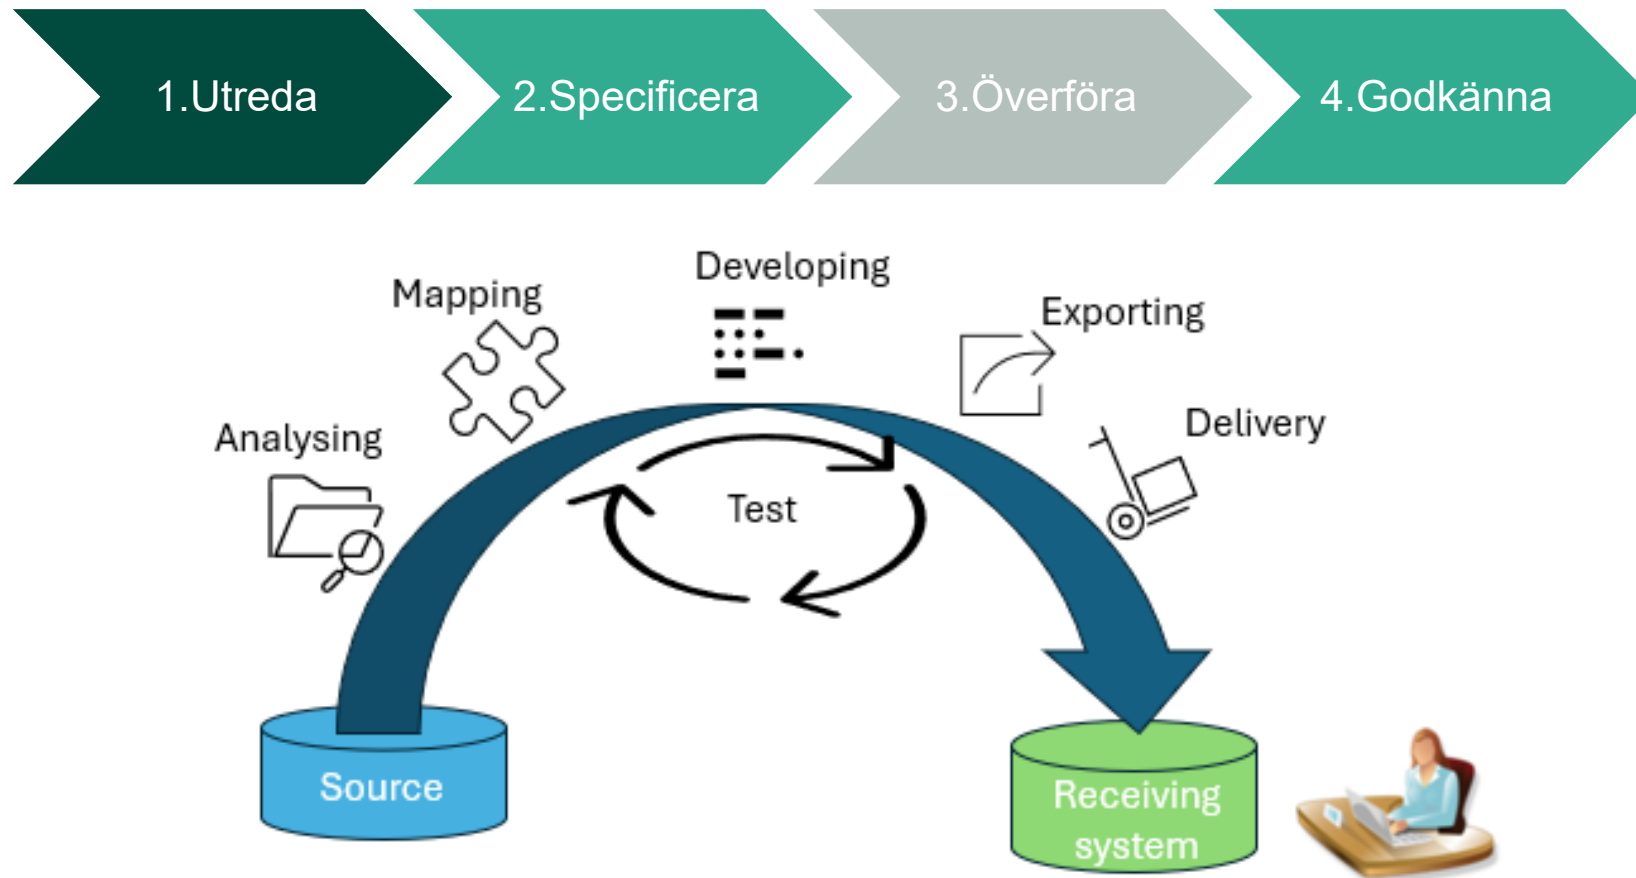 1.Utreda
2.Specificera
3.Överföra
4.Godkänna
Developing
Mapping
Exporting
Delivery
Analysing
Test
Source
Receiving
system